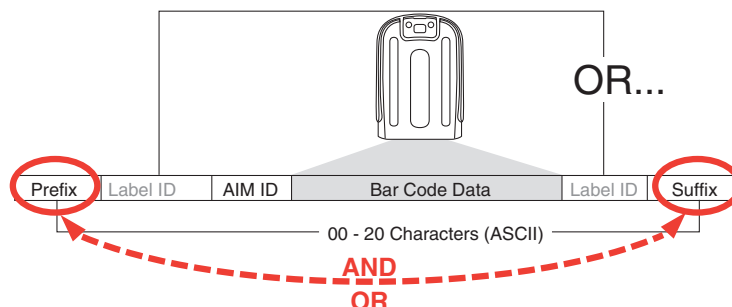 OR...
Prefix Label ID AIM ID Bar Code Data Label ID Suffix
00 - 20 Characters (ASCII)
AND
OR